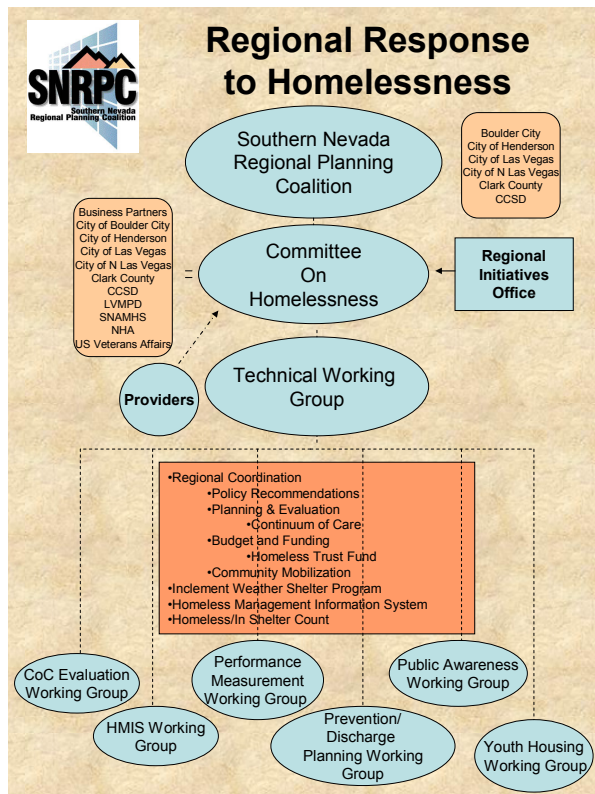 SNRPC
Southern Nevada
Regional Planning Coalition
Regional Response
to Homelessness
Southern Nevada
Regional Planning
Coalition
Boulder City
City of Henderson
City of Las Vegas
City of N Las Vegas
Clark County
CCSD
Business Partners
City of Boulder City
City of Henderson
City of Las Vegas
City of N Las Vegas
Clark County
CCSD
LVMPD
SNAMHS
NHA
US Veterans Affairs
=
Committee
On
Homelessness
Regional
Initiatives
Office
Providers
Technical Working
Group
•Regional Coordination
•Policy Recommendations
•Planning & Evaluation
•Continuum of Care
•Budget and Funding
•Homeless Trust Fund
•Community Mobilization
•Inclement Weather Shelter Program
•Homeless Management Information System
•Homeless/In Shelter Count
CoC Evaluation
Working Group
HMIS Working
Group
Performance
Measurement
Working Group
Prevention/
Discharge
Planning Working
Group
Public Awareness
Working Group
Youth Housing
Working Group